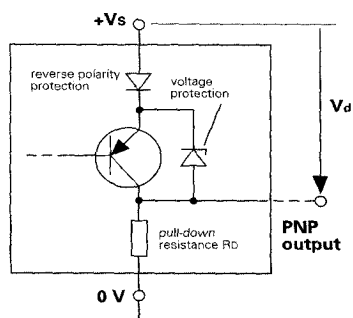 +Vs
reverse polarity
protection
voltage
protection
Vd
pull-down
resistance RD
PNP
output
0 V